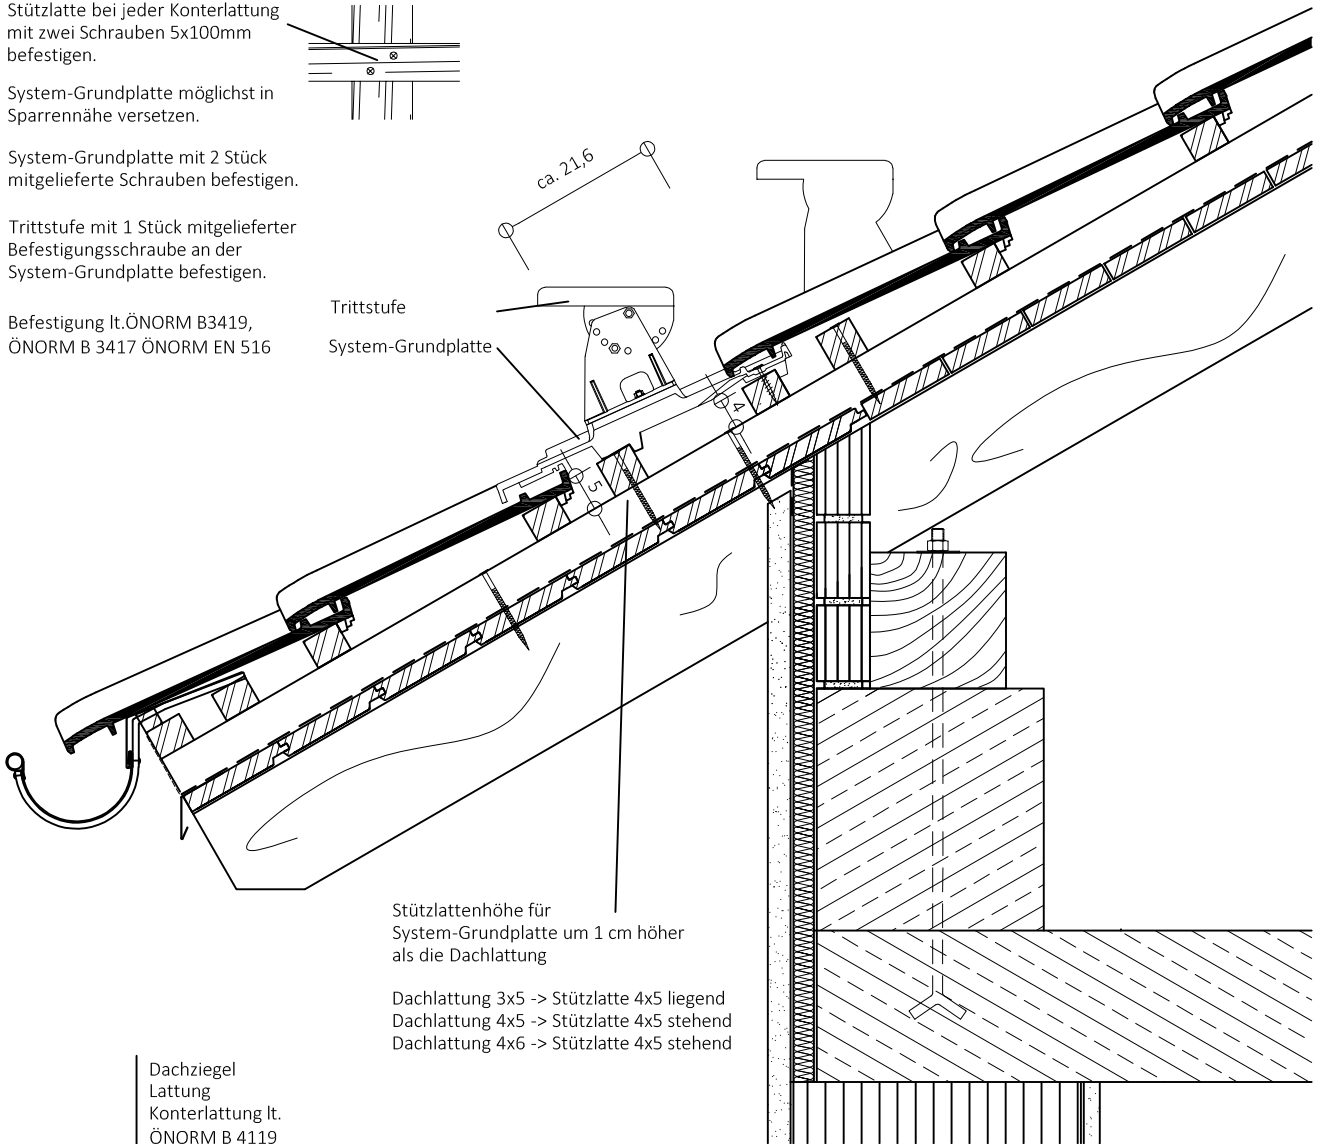 Stützlatte bei jeder Konterlattung
mit zwei Schrauben 5x100mm
befestigen.
System-Grundplatte möglichst in
Sparrennähe versetzen.
System-Grundplatte mit 2 Stück
mitgelieferte Schrauben befestigen.
Trittstufe mit 1 Stück mitgelieferter
Befestigungsschraube an der
System-Grundplatte befestigen.
Befestigung lt.ÖNORM B3419,
ÖNORM B 3417 ÖNORM EN 516
ca. 21,6
Trittstufe
System-Grundplatte
4
5
Stützlattenhöhe für
System-Grundplatte um 1 cm höher
als die Dachlattung
Dachlattung 3x5 -> Stützlatte 4x5 liegend
Dachlattung 4x5 -> Stützlatte 4x5 stehend
Dachlattung 4x6 -> Stützlatte 4x5 stehend
Dachziegel
Lattung
Konterlattung lt.
ÖNORM B 4119